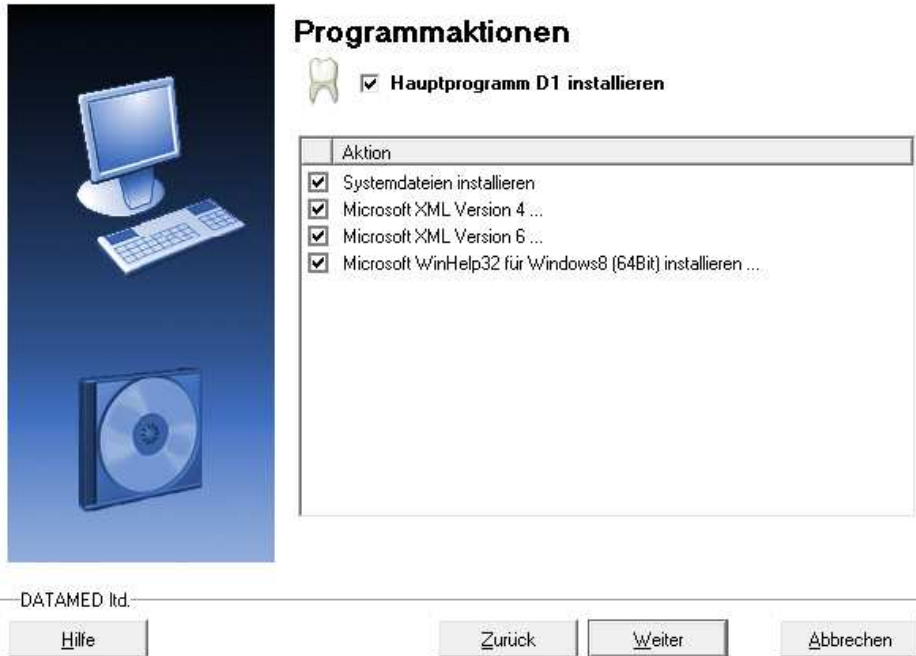 Programmaktionen
Hauptprogramm D1 installieren
Aktion
Systemdateien installieren
Microsoft XML Version 4 ...
Microsoft XML Version 6 ...
Microsoft WinHelp32 für Windows8 (64Bit) installieren ...
DATAMED ltd.
Hilfe
Zurück
Weiter
Abbrechen